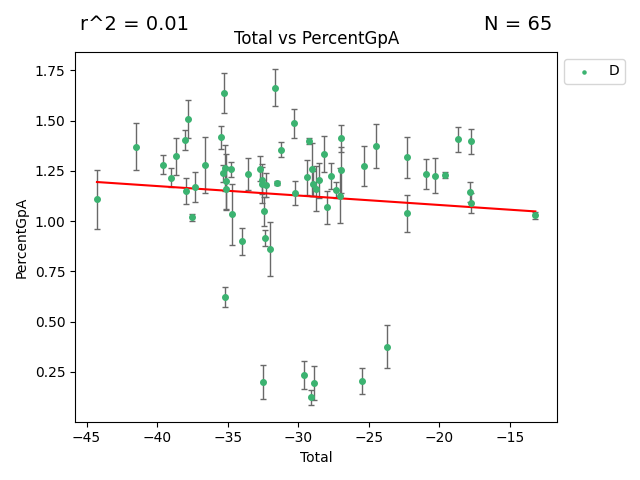 r^2 = 0.01
N = 65
Total vs PercentGpA
D
1.75
1.50
1.25
1.00
0.75
0.50
0.25
PercentGpA
−45
−40
−35
−30
−25
−20
−15
Total